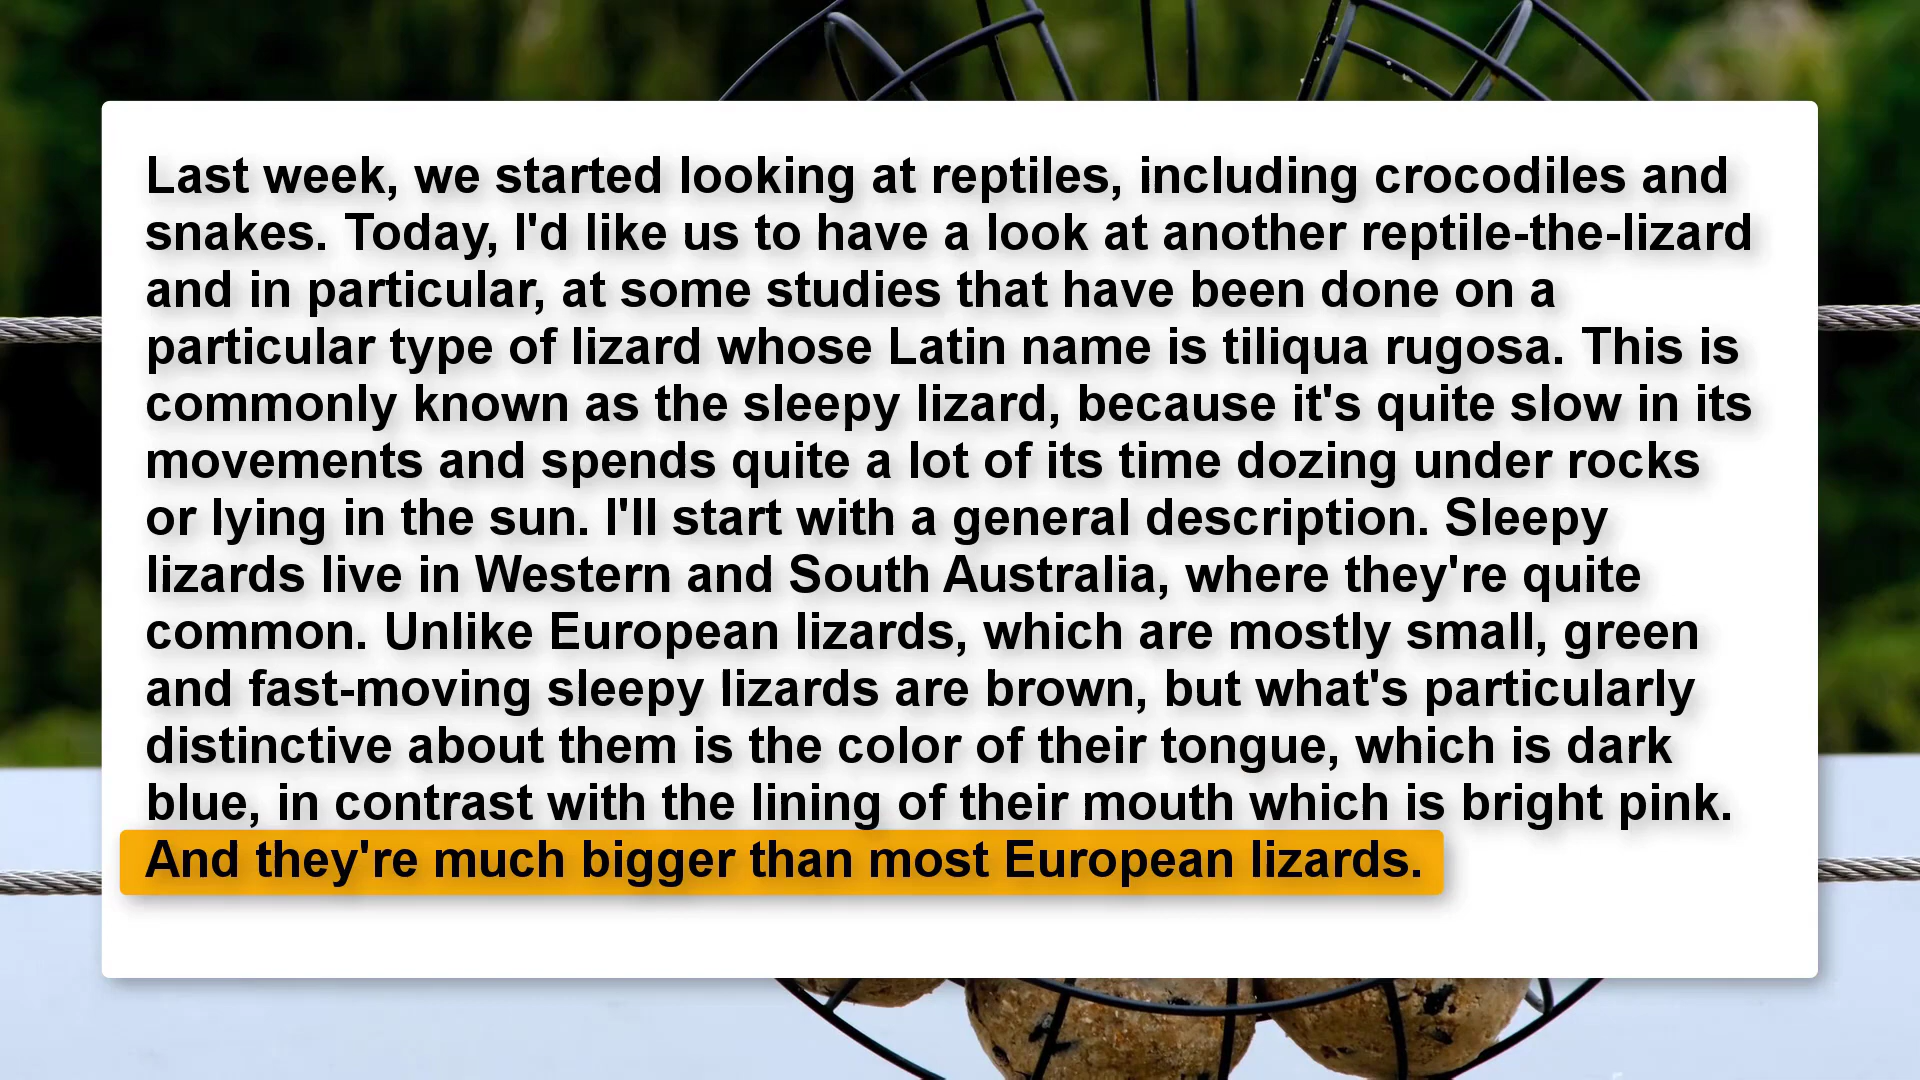 Last week, we started looking at reptiles, including crocodiles and
snakes. Today, I'd like us to have a look at another reptile-the-lizard
and in particular, at some studies that have been done on a
particular type of lizard whose Latin name is tiliqua rugosa. This is
commonly known as the sleepy lizard, because it's quite slow in its
movements and spends quite a lot of its time dozing under rocks
or lying in the sun. I'll start with a general description. Sleepy
lizards live in Western and South Australia, where they're quite
common. Unlike European lizards, which are mostly small, green
and fast-moving sleepy lizards are brown, but what's particularly
distinctive about them is the color of their tongue, which is dark
blue, in contrast with the lining of their mouth which is bright pink.
And they're much bigger than most European lizards.